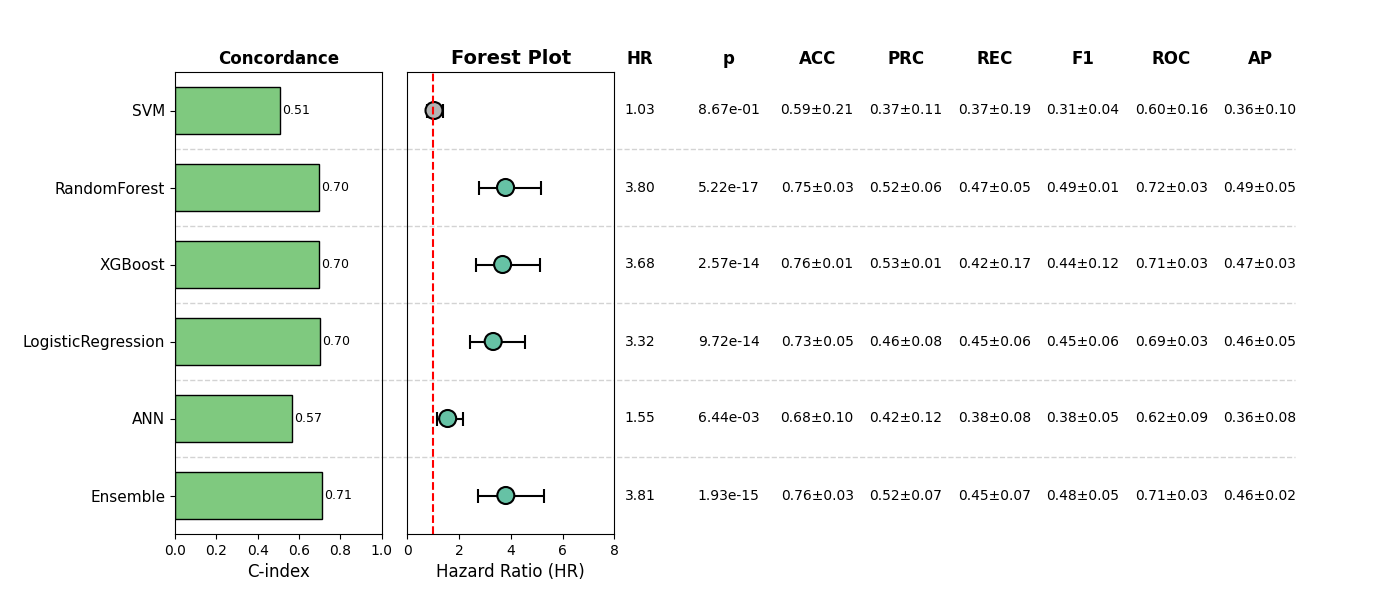 Concordance Forest Plot HR p ACC PRC REC F1 ROC AP
SVM 0.51 1.03 8.67e-01 0.59±0.21 0.37±0.11 0.37±0.19 0.31±0.04 0.60±0.16 0.36±0.10
RandomForest 0.70 3.80 5.22e-17 0.75±0.03 0.52±0.06 0.47±0.05 0.49±0.01 0.72±0.03 0.49±0.05
XGBoost 0.70 3.68 2.57e-14 0.76±0.01 0.53±0.01 0.42±0.17 0.44±0.12 0.71±0.03 0.47±0.03
LogisticRegression 0.70 3.32 9.72e-14 0.73±0.05 0.46±0.08 0.45±0.06 0.45±0.06 0.69±0.03 0.46±0.05
ANN 0.57 1.55 6.44e-03 0.68±0.10 0.42±0.12 0.38±0.08 0.38±0.05 0.62±0.09 0.36±0.08
Ensemble 0.71 3.81 1.93e-15 0.76±0.03 0.52±0.07 0.45±0.07 0.48±0.05 0.71±0.03 0.46±0.02
0.0 0.2 0.4 0.6 0.8 1.0 0 2 4 6 8
C-index Hazard Ratio (HR)